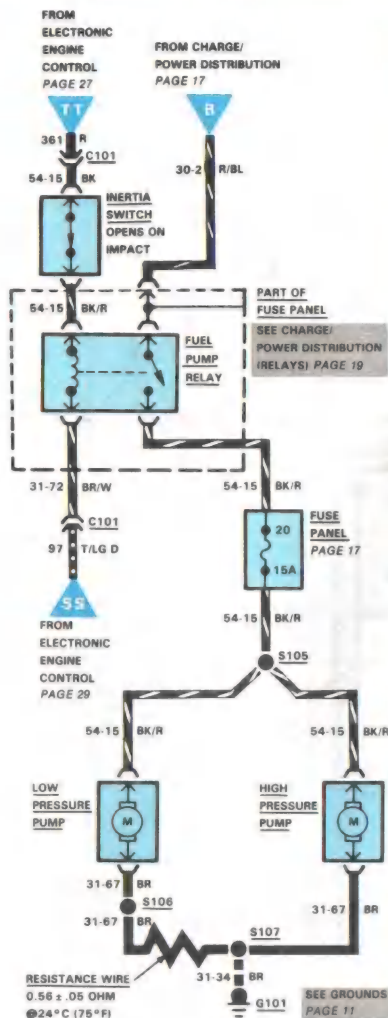 FROM
ELECTRONIC
ENGINE
CONTROL
PAGE 27
FROM CHARGE/
POWER DISTRIBUTION
PAGE 17
TT
B
361 R
C101
54-15 BK
30-2 R/BL
INERTIA
SWITCH
OPENS ON
IMPACT
54-15 BK/R
PART OF
FUSE PANEL
SEE CHARGE/
POWER DISTRIBUTION
(RELAYS) PAGE 19
FUEL
PUMP
RELAY
31-72 BR/W
C101
97 T/LG D
SS
FROM
ELECTRONIC
ENGINE
CONTROL
PAGE 29
54-15 BK/R
20
15A
FUSE
PANEL
PAGE 17
54-15 BK/R
S105
54-15 BK/R
54-15 BK/R
LOW
PRESSURE
PUMP
M
HIGH
PRESSURE
PUMP
M
31-67 BR
S106
31-67 BR
31-67 BR
S107
31-34 BR
RESISTANCE WIRE
0.56 ± .05 OHM
@24°C (75°F)
G101
SEE GROUNDS
PAGE 11